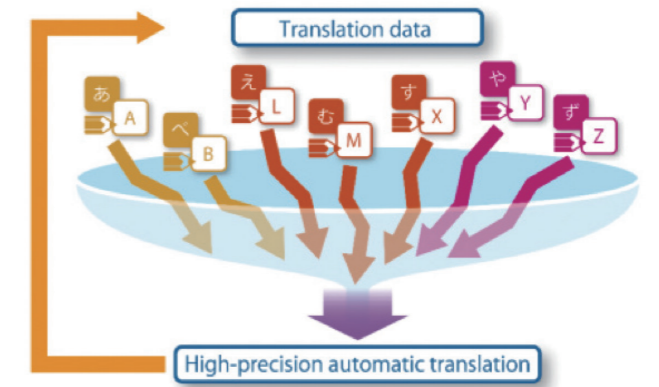 Translation data
あ
A
べ
B
え
L
む
M
す
X
や
Y
ず
Z
High-precision automatic translation